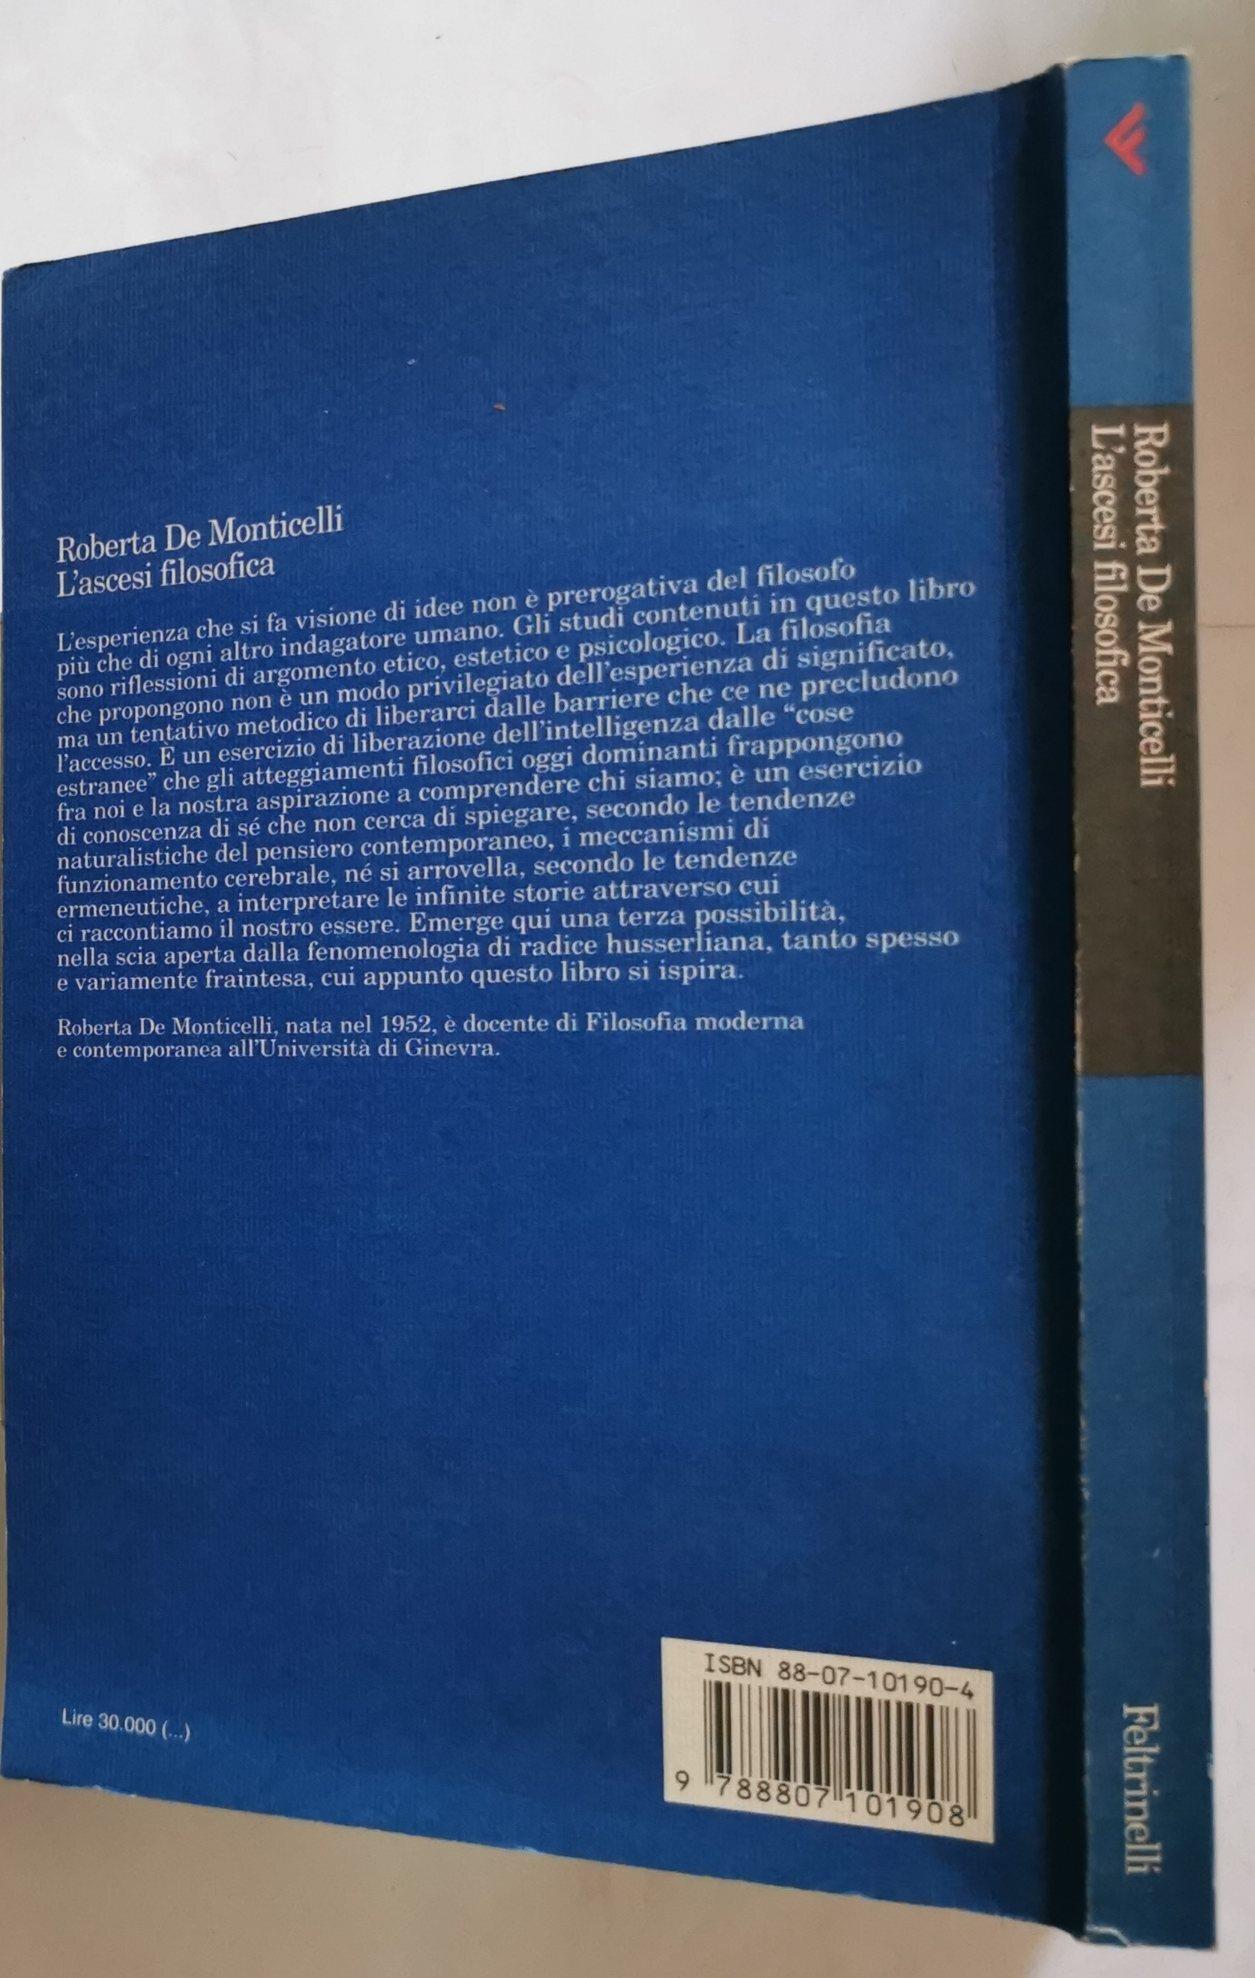 Roberta De Monticelli
L'ascesi filosofica
L'esperienza che si fa visione di idee non è prerogativa del filosofo
più che di ogni altro indagatore umano. Gli studi contenuti in questo libro
sono riflessioni di argomento etico, estetico e psicologico. La filosofia
che propongono non è un modo privilegiato dell'esperienza di significato,
ma un tentativo metodico di liberarci dalle barriere che ce ne precludono
l'accesso. È un esercizio di liberazione dell'intelligenza dalle “cose
estranee” che gli atteggiamenti filosofici oggi dominanti frappongono
fra noi e la nostra aspirazione a comprendere chi siamo; è un esercizio
di conoscenza di sé che non cerca di spiegare, secondo le tendenze
naturalistiche del pensiero contemporaneo, i meccanismi di
funzionamento cerebrale, né si arrovella, secondo le tendenze
ermeneutiche, a interpretare le infinite storie attraverso cui
ci raccontiamo il nostro essere. Emerge qui una terza possibilità,
nella scia aperta dalla fenomenologia di radice husserliana, tanto spesso
e variamente fraintesa, cui appunto questo libro si ispira.
Roberta De Monticelli, nata nel 1952, è docente di Filosofia moderna
e contemporanea all'Università di Ginevra.
Lire 30.000 (...)
ISBN 88-07-10190-4
9 788807 101908
Roberta De Monticelli
L'ascesi filosofica
Feltrinelli